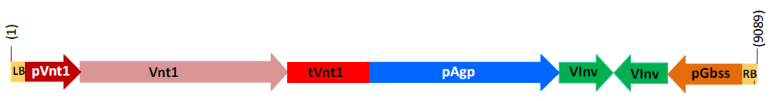 (1)
(9089)
LB pVnt1 Vnt1 tVnt1 pAgp VInv VInv pGbss RB